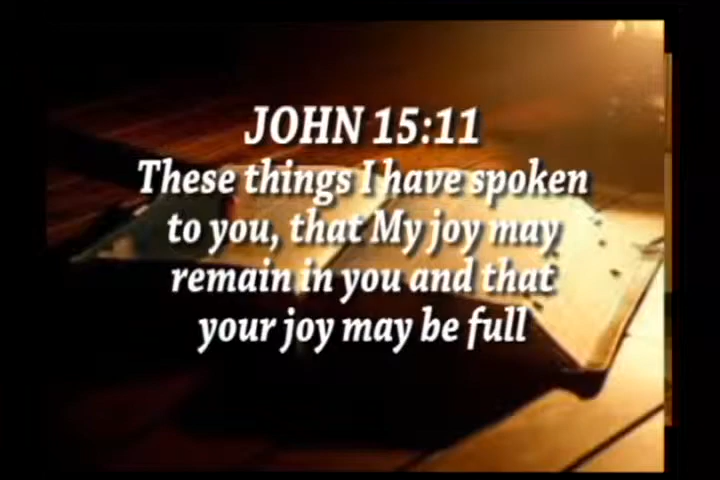 JOHN 15:11
These things I have spoken
to you, that My joy may
remain in you and that
your joy may be full